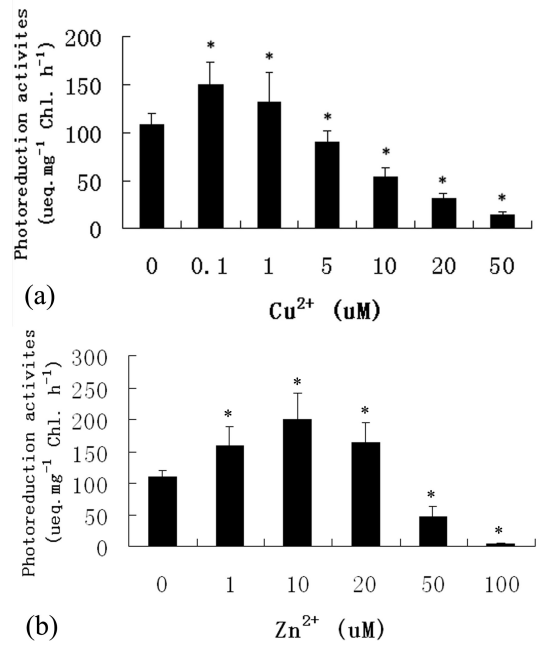 Photoreduction activites
(ueq.mg⁻¹ Chl. h⁻¹)
200
150
100
50
0
* * * * * *
0 0.1 1 5 10 20 50
(a)
Cu²⁺ (uM)
Photoreduction activites
(ueq.mg⁻¹ Chl. h⁻¹)
300
250
200
150
100
50
0
* * * * *
0 1 10 20 50 100
(b)
Zn²⁺ (uM)